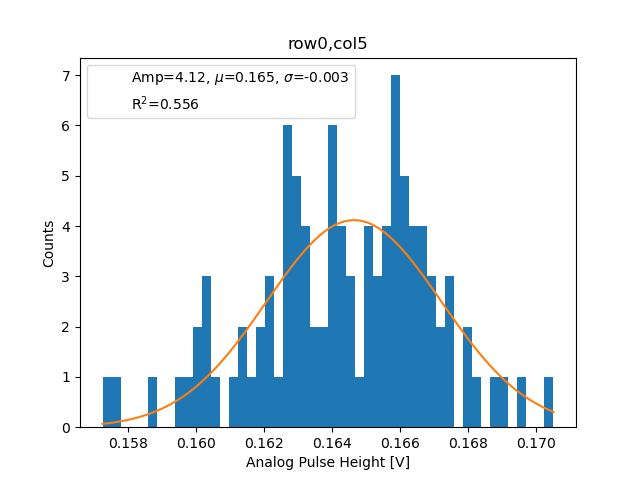 row0,col5
Amp=4.12, μ=0.165, σ=-0.003
R²=0.556
7
6
5
4
3
2
1
0
Counts
0.158 0.160 0.162 0.164 0.166 0.168 0.170
Analog Pulse Height [V]